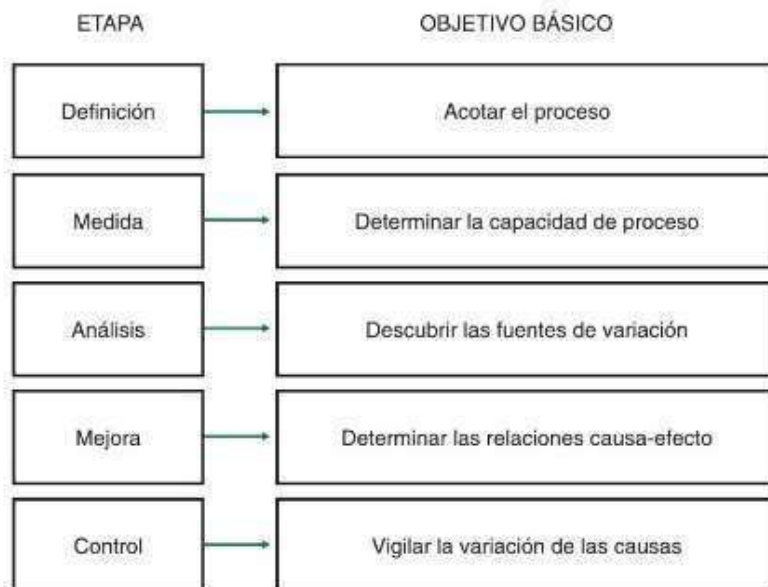 ETAPA OBJETIVO BÁSICO
Definición Acotar el proceso
Medida Determinar la capacidad de proceso
Análisis Descubrir las fuentes de variación
Mejora Determinar las relaciones causa-efecto
Control Vigilar la variación de las causas